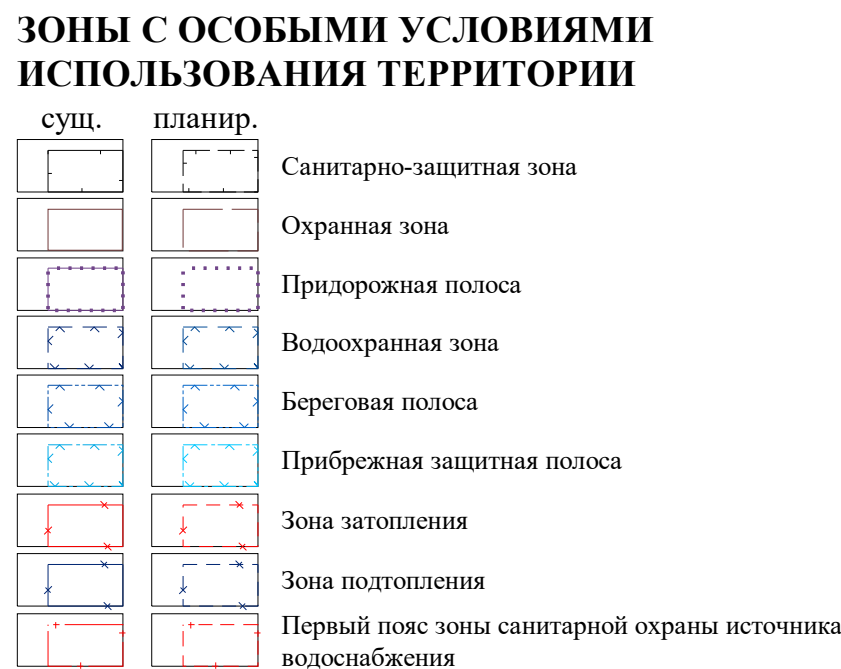 ЗОНЫ С ОСОБЫМИ УСЛОВИЯМИ
ИСПОЛЬЗОВАНИЯ ТЕРРИТОРИИ
сущ. планир.
Санитарно-защитная зона
Охранная зона
Придорожная полоса
Водоохранная зона
Береговая полоса
Прибрежная защитная полоса
Зона затопления
Зона подтопления
Первый пояс зоны санитарной охраны источника
водоснабжения